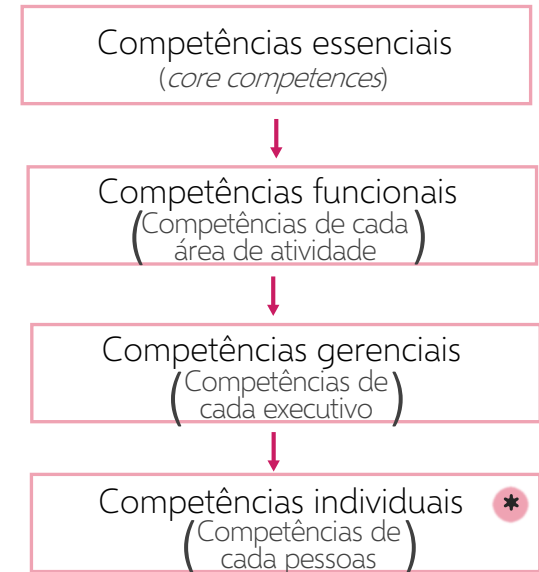 Competências essenciais
(core competences)
Competências funcionais
(Competências de cada
área de atividade)
Competências gerenciais
(Competências de
cada executivo)
Competências individuais *
(Competências de
cada pessoas)